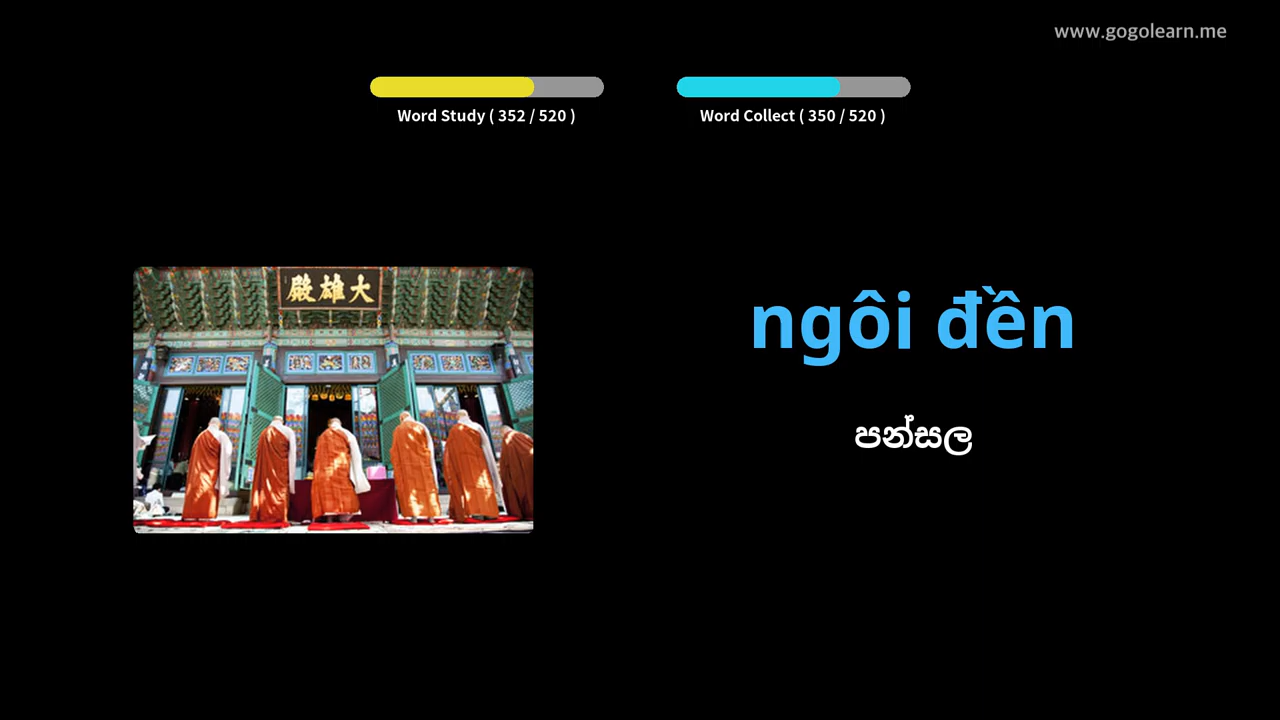 www.gogolearn.me
Word Study ( 352 / 520 )
Word Collect ( 350 / 520 )
殿雄大
ngôi đền
පන්සල